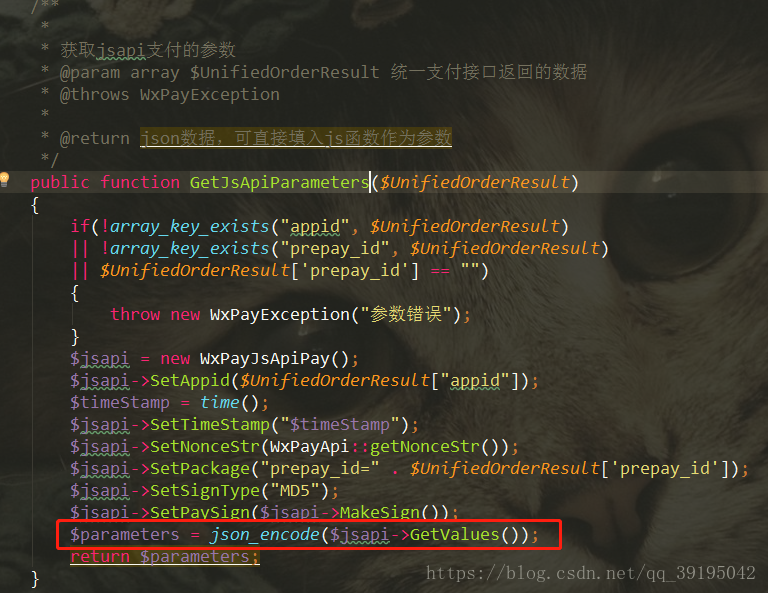 /**
*
* 获取jsapi支付的参数
* @param array $UnifiedOrderResult 统一支付接口返回的数据
* @throws WxPayException
*
* @return json数据，可直接填入js函数作为参数
*/
public function GetJsApiParameters($UnifiedOrderResult)
{
if(!array_key_exists("appid", $UnifiedOrderResult)
|| !array_key_exists("prepay_id", $UnifiedOrderResult)
|| $UnifiedOrderResult['prepay_id'] == "")
{
throw new WxPayException("参数错误");
}
$jsapi = new WxPayJsApiPay();
$jsapi->SetAppid($UnifiedOrderResult["appid"]);
$timeStamp = time();
$jsapi->SetTimeStamp("$timeStamp");
$jsapi->SetNonceStr(WxPayApi::getNonceStr());
$jsapi->SetPackage("prepay_id=" . $UnifiedOrderResult['prepay_id']);
$jsapi->SetSignType("MD5");
$jsapi->SetPaySign($jsapi->MakeSign());
$parameters = json_encode($jsapi->GetValues());
return $parameters;
}
https://blog.csdn.net/qq_39195042